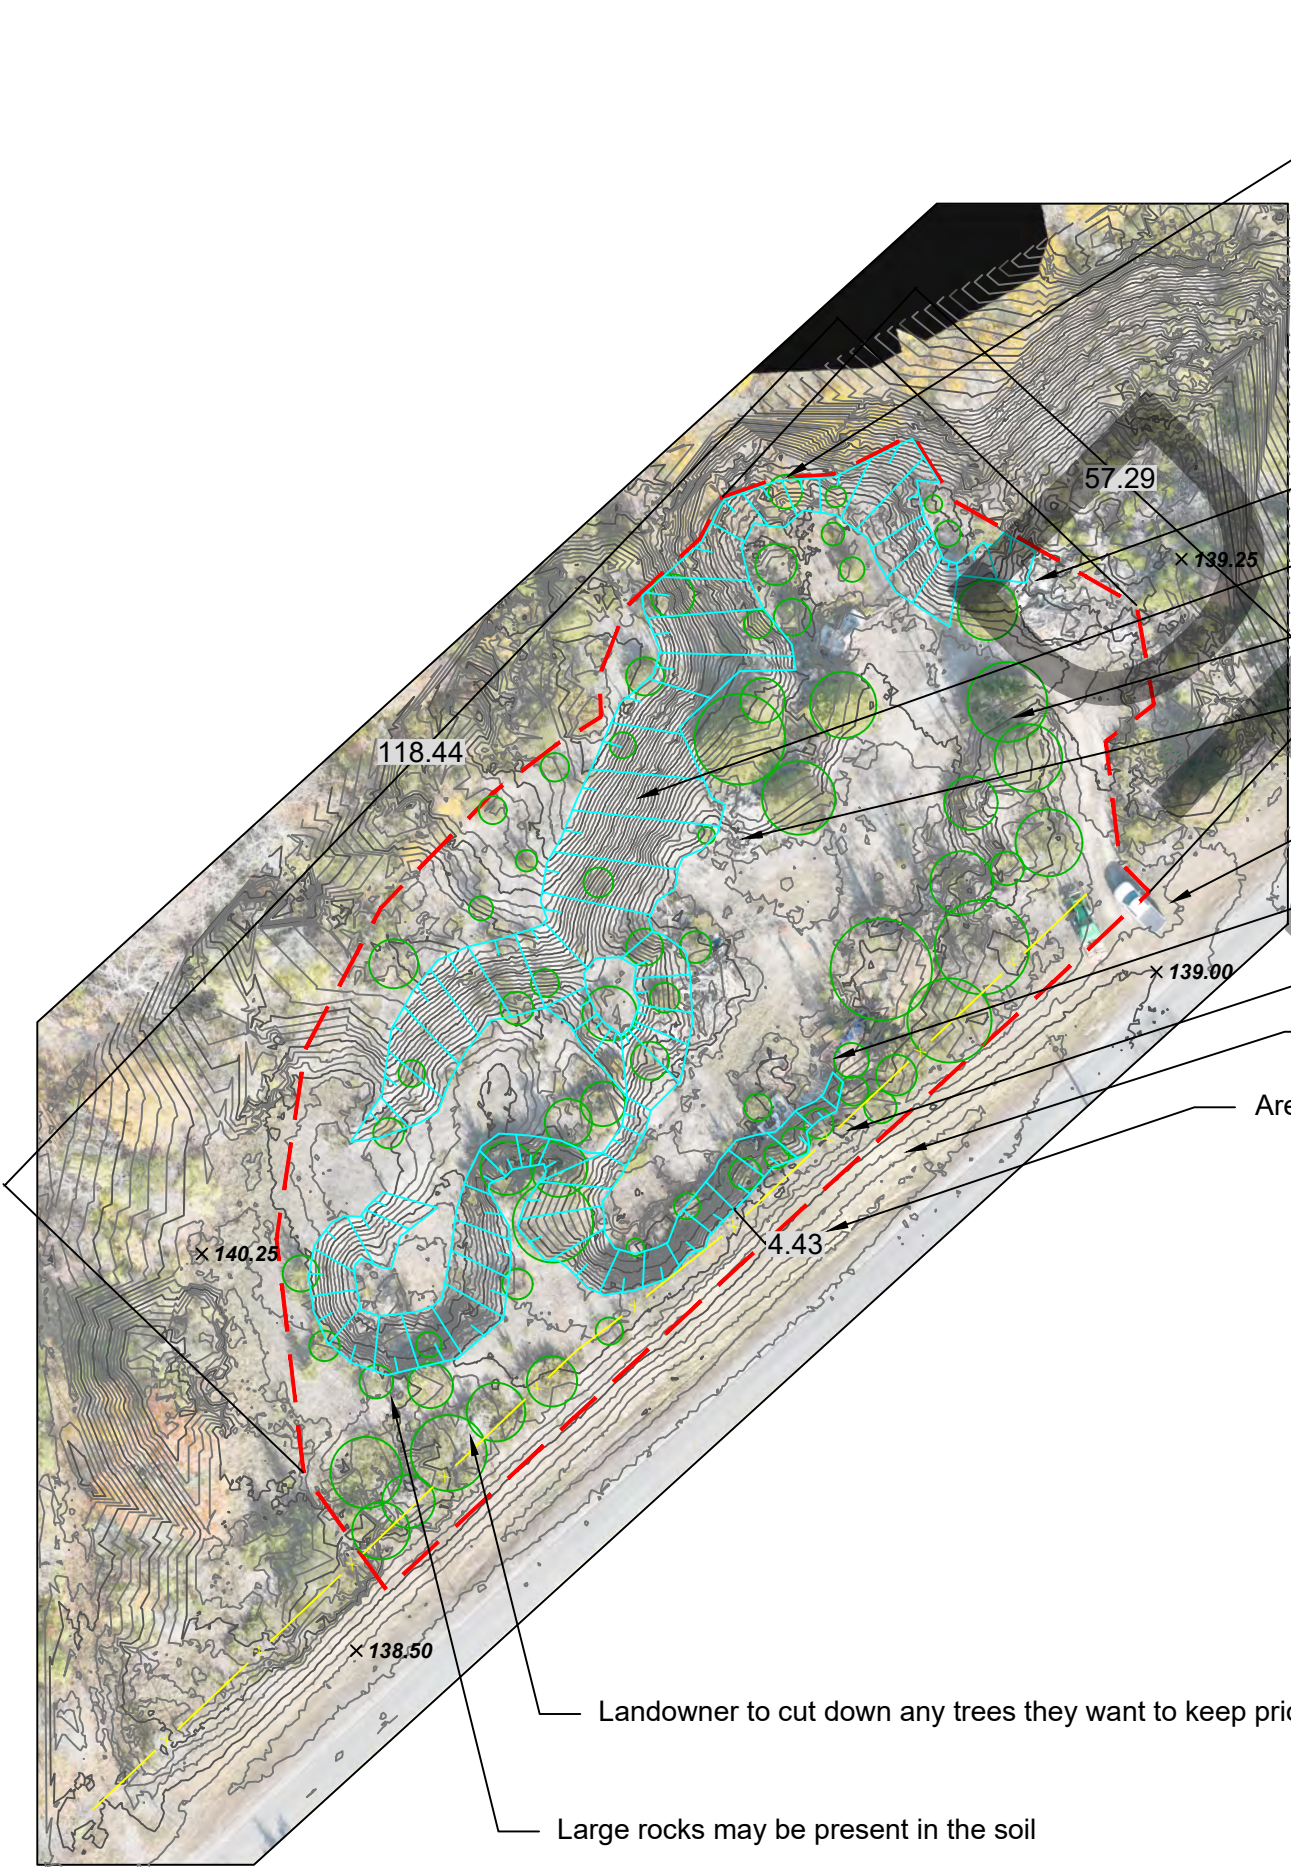 57.29
139.25
118.44
139.00
Are
140.25
4.43
138.50
Landowner to cut down any trees they want to keep pri
Large rocks may be present in the soil